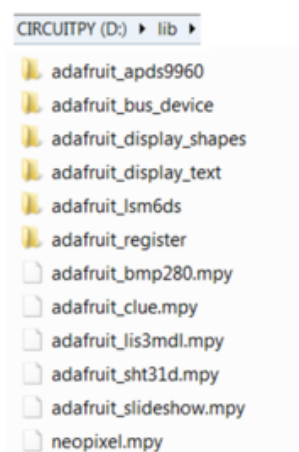 CIRCUITPY (D:) ▸ lib ▸
adafruit_apds9960
adafruit_bus_device
adafruit_display_shapes
adafruit_display_text
adafruit_lsm6ds
adafruit_register
adafruit_bmp280.mpy
adafruit_clue.mpy
adafruit_lis3mdl.mpy
adafruit_sht31d.mpy
adafruit_slideshow.mpy
neopixel.mpy